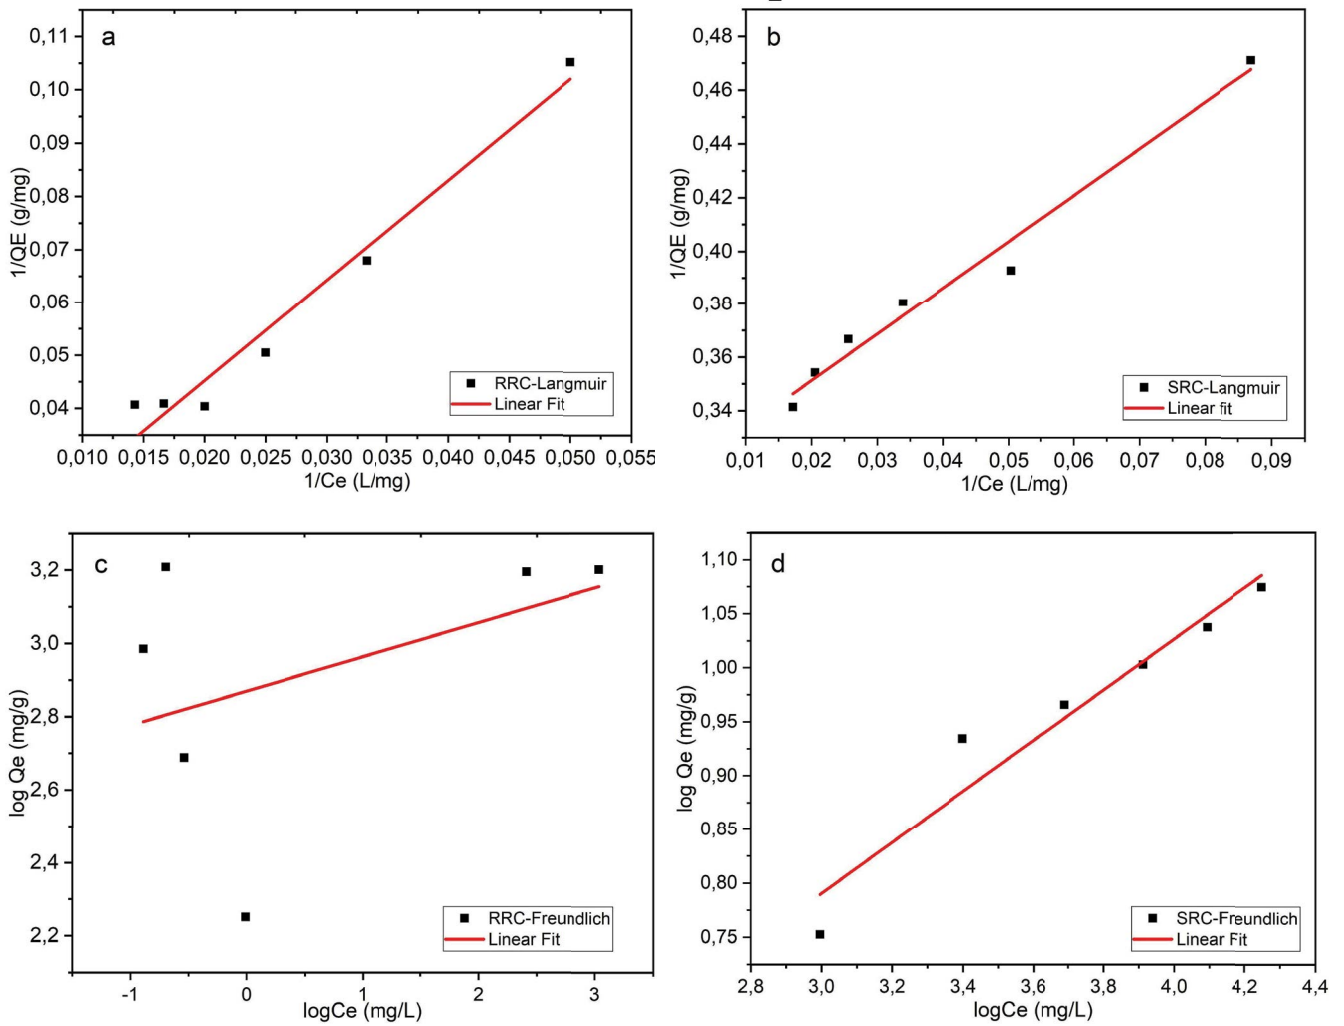 a
0,11
0,10
0,09
0,08
0,07
0,06
0,05
0,04
1/QE (g/mg)
RRC-Langmuir
Linear Fit
0,010 0,015 0,020 0,025 0,030 0,035 0,040 0,045 0,050 0,055
1/Ce (L/mg)
b
0,48
0,46
0,44
0,42
0,40
0,38
0,36
0,34
1/QE (g/mg)
SRC-Langmuir
Linear fit
0,01 0,02 0,03 0,04 0,05 0,06 0,07 0,08 0,09
1/Ce (L/mg)
c
3,2
3,0
2,8
2,6
2,4
2,2
log Qe (mg/g)
RRC-Freundlich
Linear Fit
-1 0 1 2 3
logCe (mg/L)
d
1,10
1,05
1,00
0,95
0,90
0,85
0,80
0,75
log Qe (mg/g)
SRC-Freundlich
Linear Fit
2,8 3,0 3,2 3,4 3,6 3,8 4,0 4,2 4,4
logCe (mg/L)